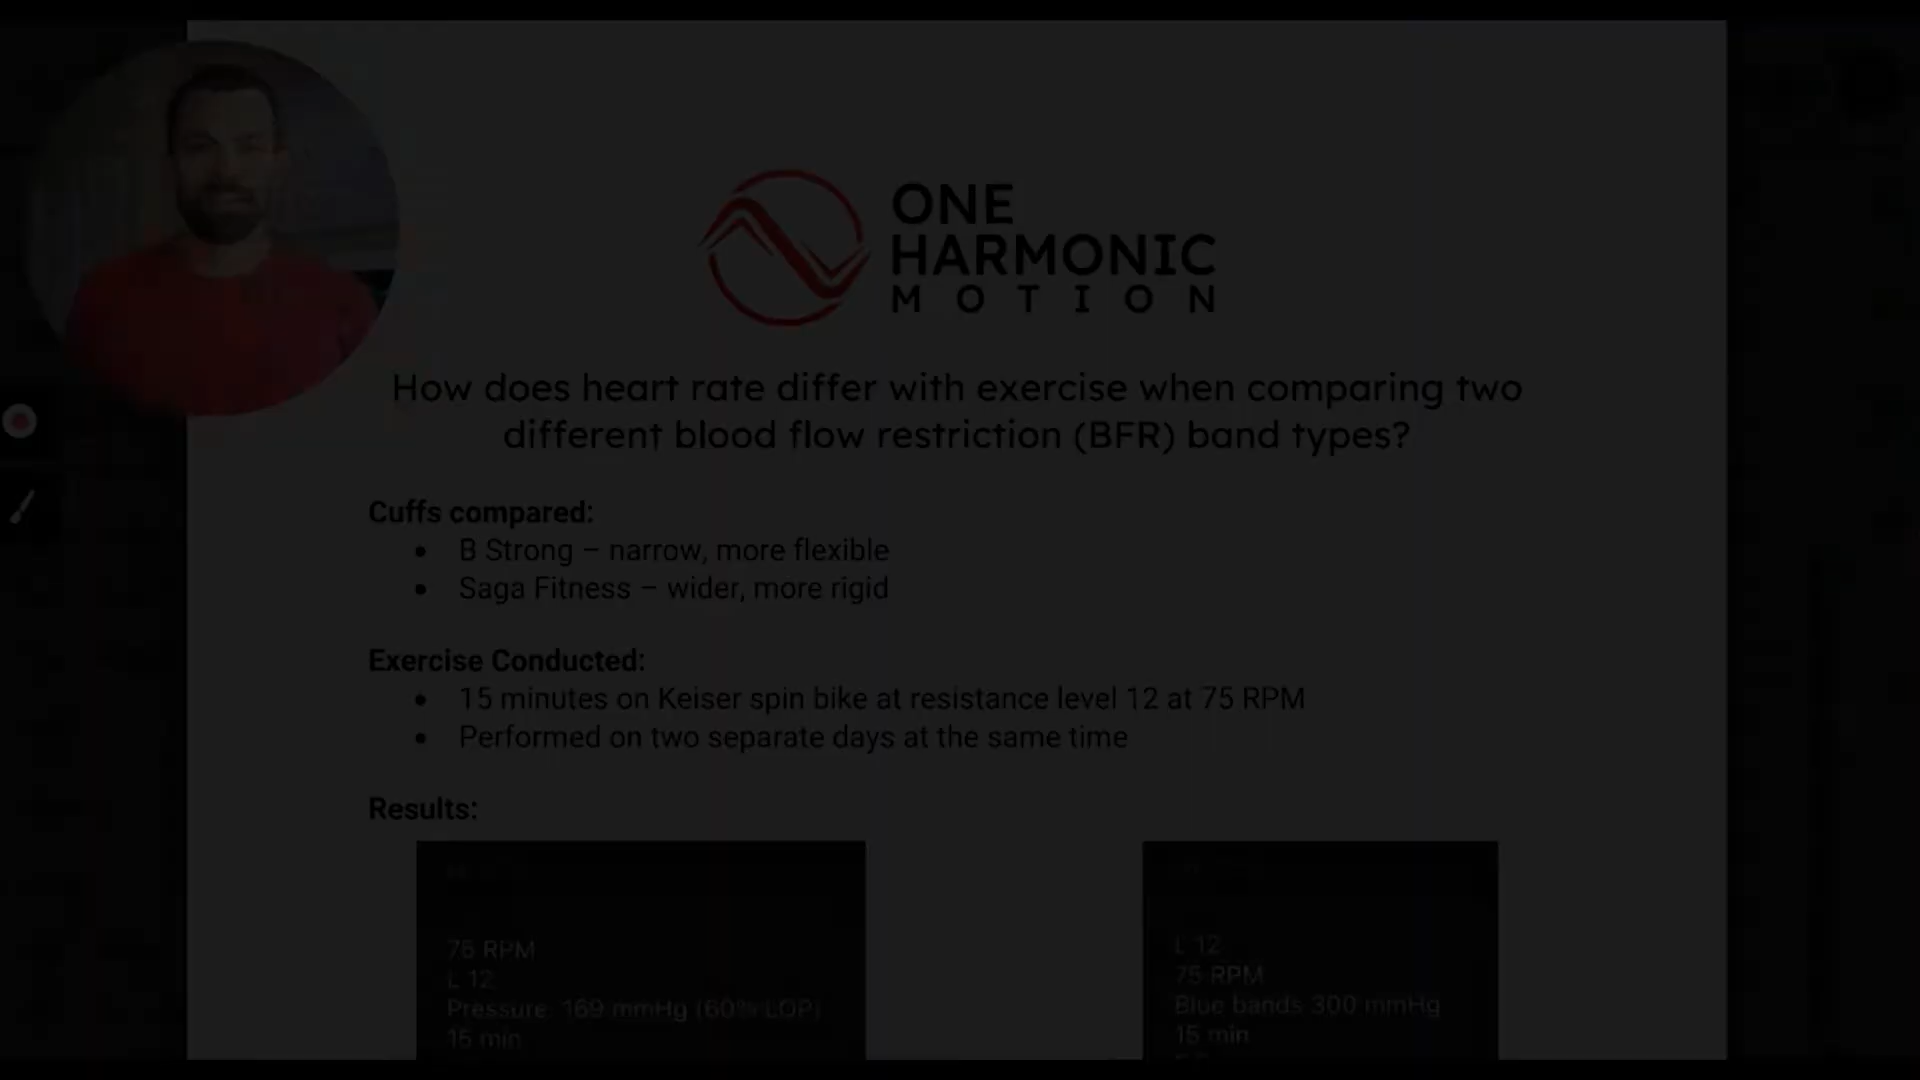 ONE
HARMONIC
MOTION
How does heart rate differ with exercise when comparing two
different blood flow restriction (BFR) band types?
Cuffs compared:
• B Strong – narrow, more flexible
• Saga Fitness – wider, more rigid
Exercise Conducted:
• 15 minutes on Keiser spin bike at resistance level 12 at 75 RPM
• Performed on two separate days at the same time
Results:
75 RPM
L 12
Pressure: 169 mmHg (60% LOP)
15 min
L 12
75 RPM
Blue bands 300 mmHg
15 min